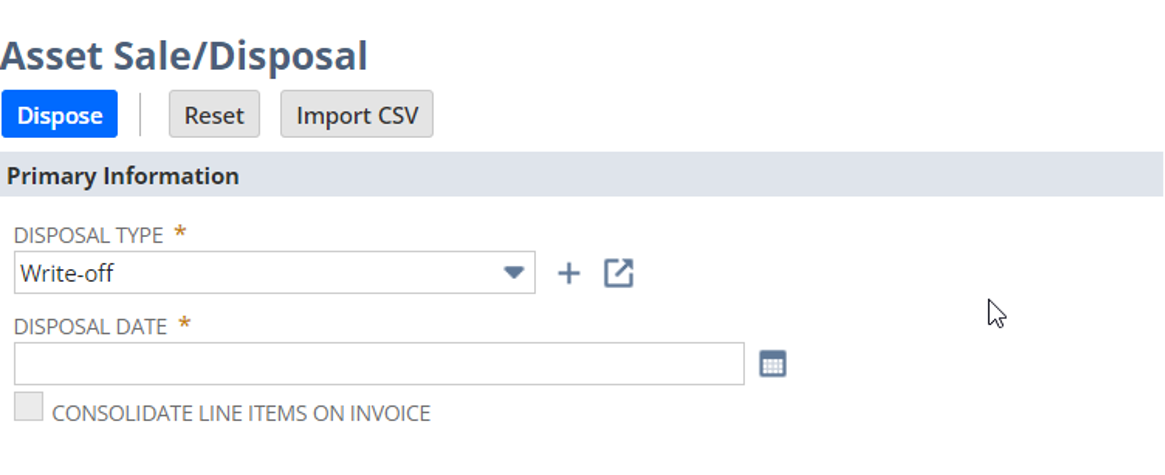 Asset Sale/Disposal
Dispose Reset Import CSV
Primary Information
DISPOSAL TYPE *
Write-off
DISPOSAL DATE *
CONSOLIDATE LINE ITEMS ON INVOICE